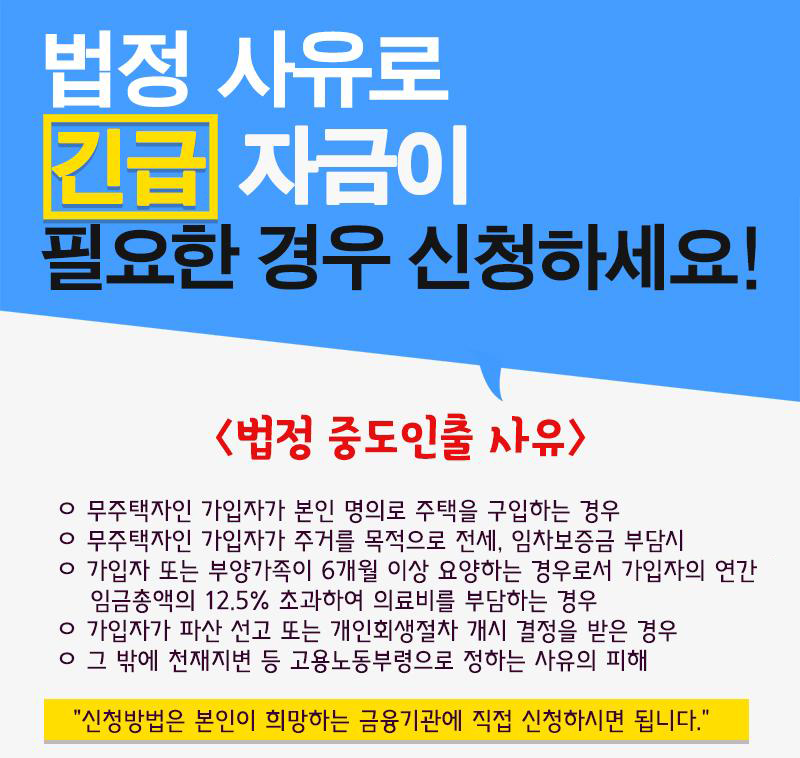 법정 사유로
긴급 자금이
필요한 경우 신청하세요!
<법정 중도인출 사유>
ㅇ 무주택자인 가입자가 본인 명의로 주택을 구입하는 경우
ㅇ 무주택자인 가입자가 주거를 목적으로 전세, 임차보증금 부담시
ㅇ 가입자 또는 부양가족이 6개월 이상 요양하는 경우로서 가입자의 연간
임금총액의 12.5% 초과하여 의료비를 부담하는 경우
ㅇ 가입자가 파산 선고 또는 개인회생절차 개시 결정을 받은 경우
ㅇ 그 밖에 천재지변 등 고용노동부령으로 정하는 사유의 피해
"신청방법은 본인이 희망하는 금융기관에 직접 신청하시면 됩니다."